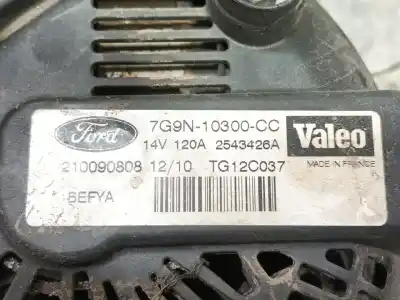 Ford
7G9N-10300-CC
14V 120A 2543426A
Valeo
MADE IN FRANCE
210090808 12/10 TG12C037
BEFYA